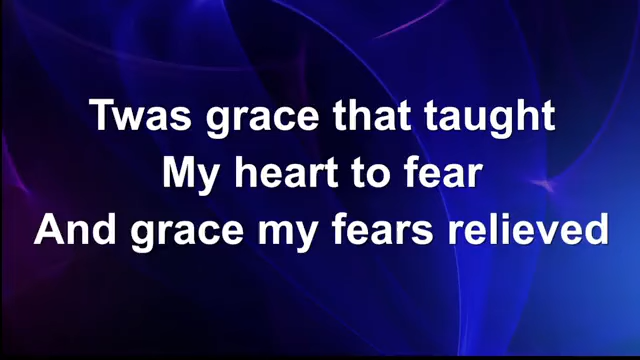 Twas grace that taught
My heart to fear
And grace my fears relieved